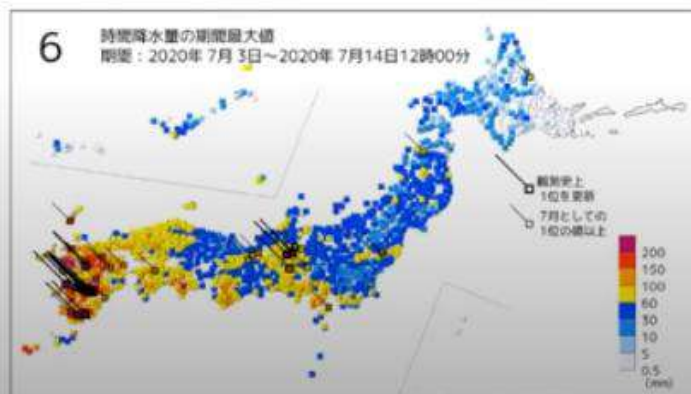 6
時間降水量の期間最大値
期間：2020年 7月 3日～2020年 7月14日12時00分
観測史上
1位を更新
7月としての
1位の値以上
200
150
100
60
30
10
5
0.5
(mm)